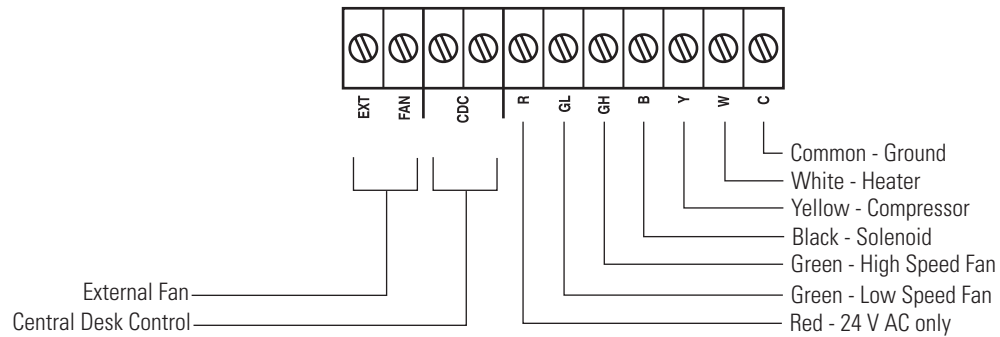 EXT
FAN
CDC
R
GL
GH
B
Y
W
C
Common - Ground
White - Heater
Yellow - Compressor
Black - Solenoid
Green - High Speed Fan
Green - Low Speed Fan
Red - 24 V AC only
External Fan
Central Desk Control